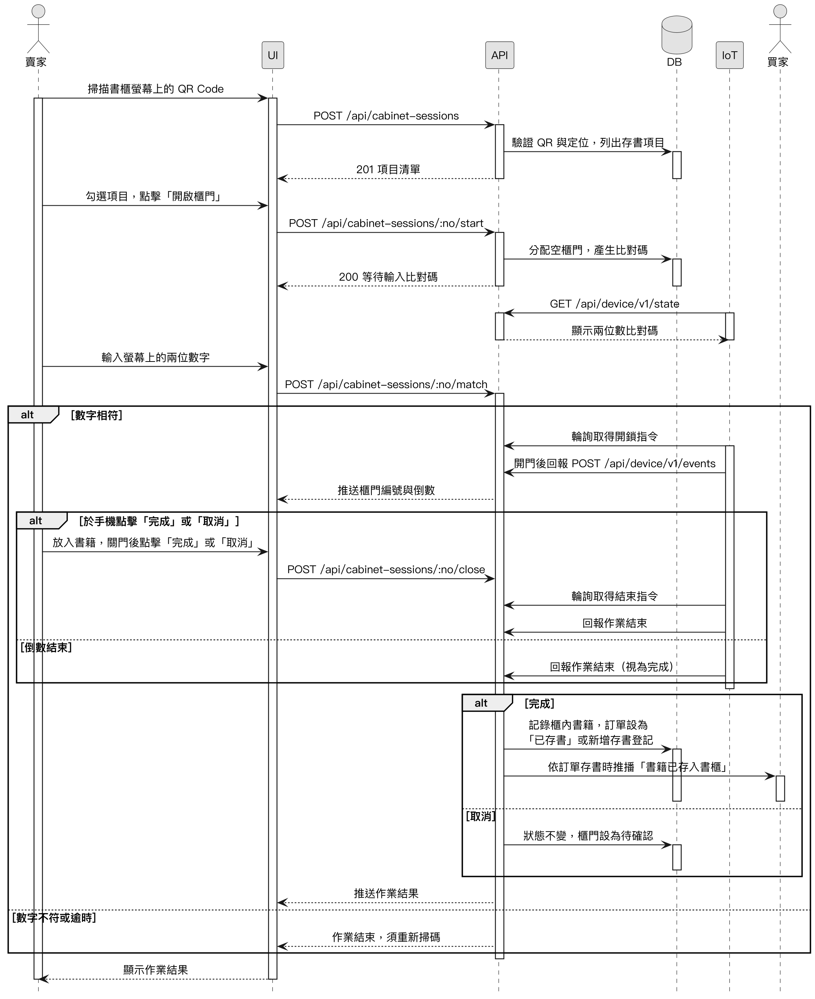 賣家
UI
API
DB
IoT
買家
掃描書櫃螢幕上的 QR Code
POST /api/cabinet-sessions
驗證 QR 與定位，列出存書項目
201 項目清單
勾選項目，點擊「開啟櫃門」
POST /api/cabinet-sessions/:no/start
分配空櫃門，產生比對碼
200 等待輸入比對碼
GET /api/device/v1/state
顯示兩位數比對碼
輸入螢幕上的兩位數字
POST /api/cabinet-sessions/:no/match
alt [數字相符]
輪詢取得開鎖指令
開門後回報 POST /api/device/v1/events
推送櫃門編號與倒數
alt [於手機點擊「完成」或「取消」]
放入書籍，關門後點擊「完成」或「取消」
POST /api/cabinet-sessions/:no/close
輪詢取得結束指令
回報作業結束
[倒數結束]
回報作業結束（視為完成）
alt [完成]
記錄櫃內書籍，訂單設為
「已存書」或新增存書登記
依訂單存書時推播「書籍已存入書櫃」
[取消]
狀態不變，櫃門設為待確認
推送作業結果
[數字不符或逾時]
作業結束，須重新掃碼
顯示作業結果